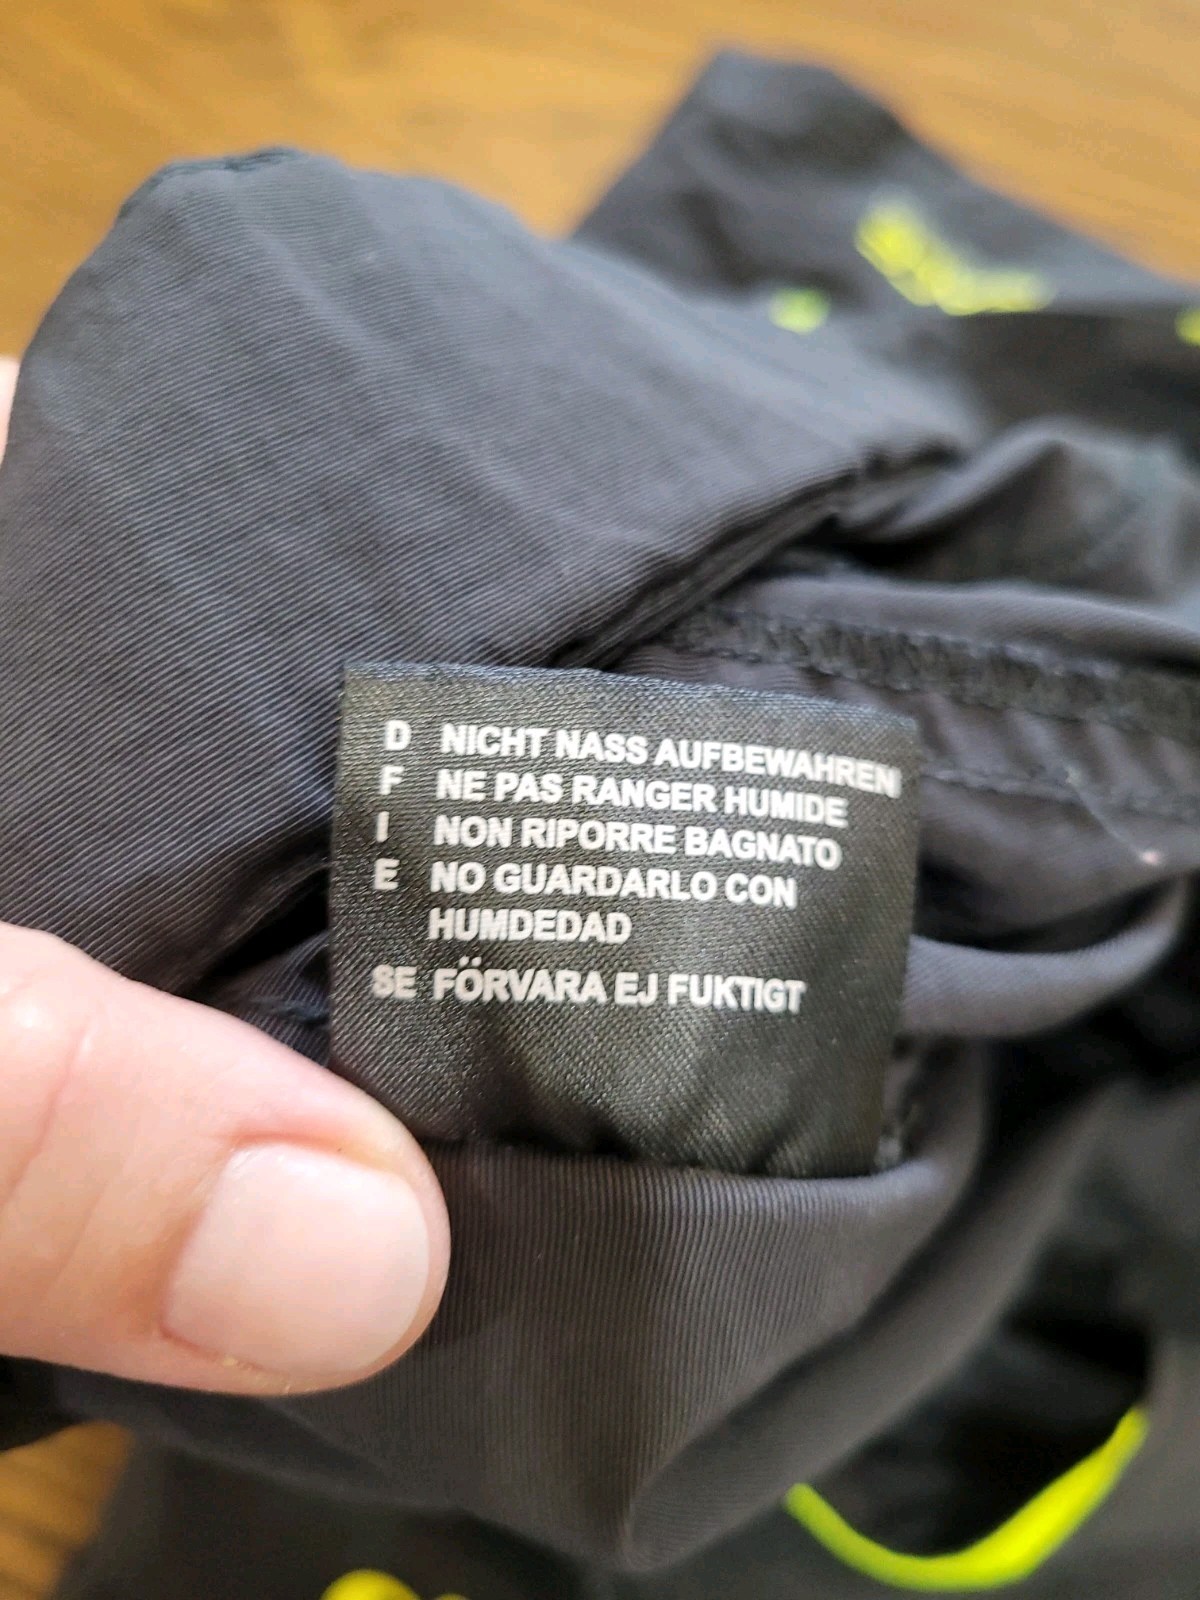 D NICHT NASS AUFBEWAHREN
F NE PAS RANGER HUMIDE
I NON RIPORRE BAGNATO
E NO GUARDARLO CON
HUMDEDAD
SE FÖRVARA EJ FUKTIGT